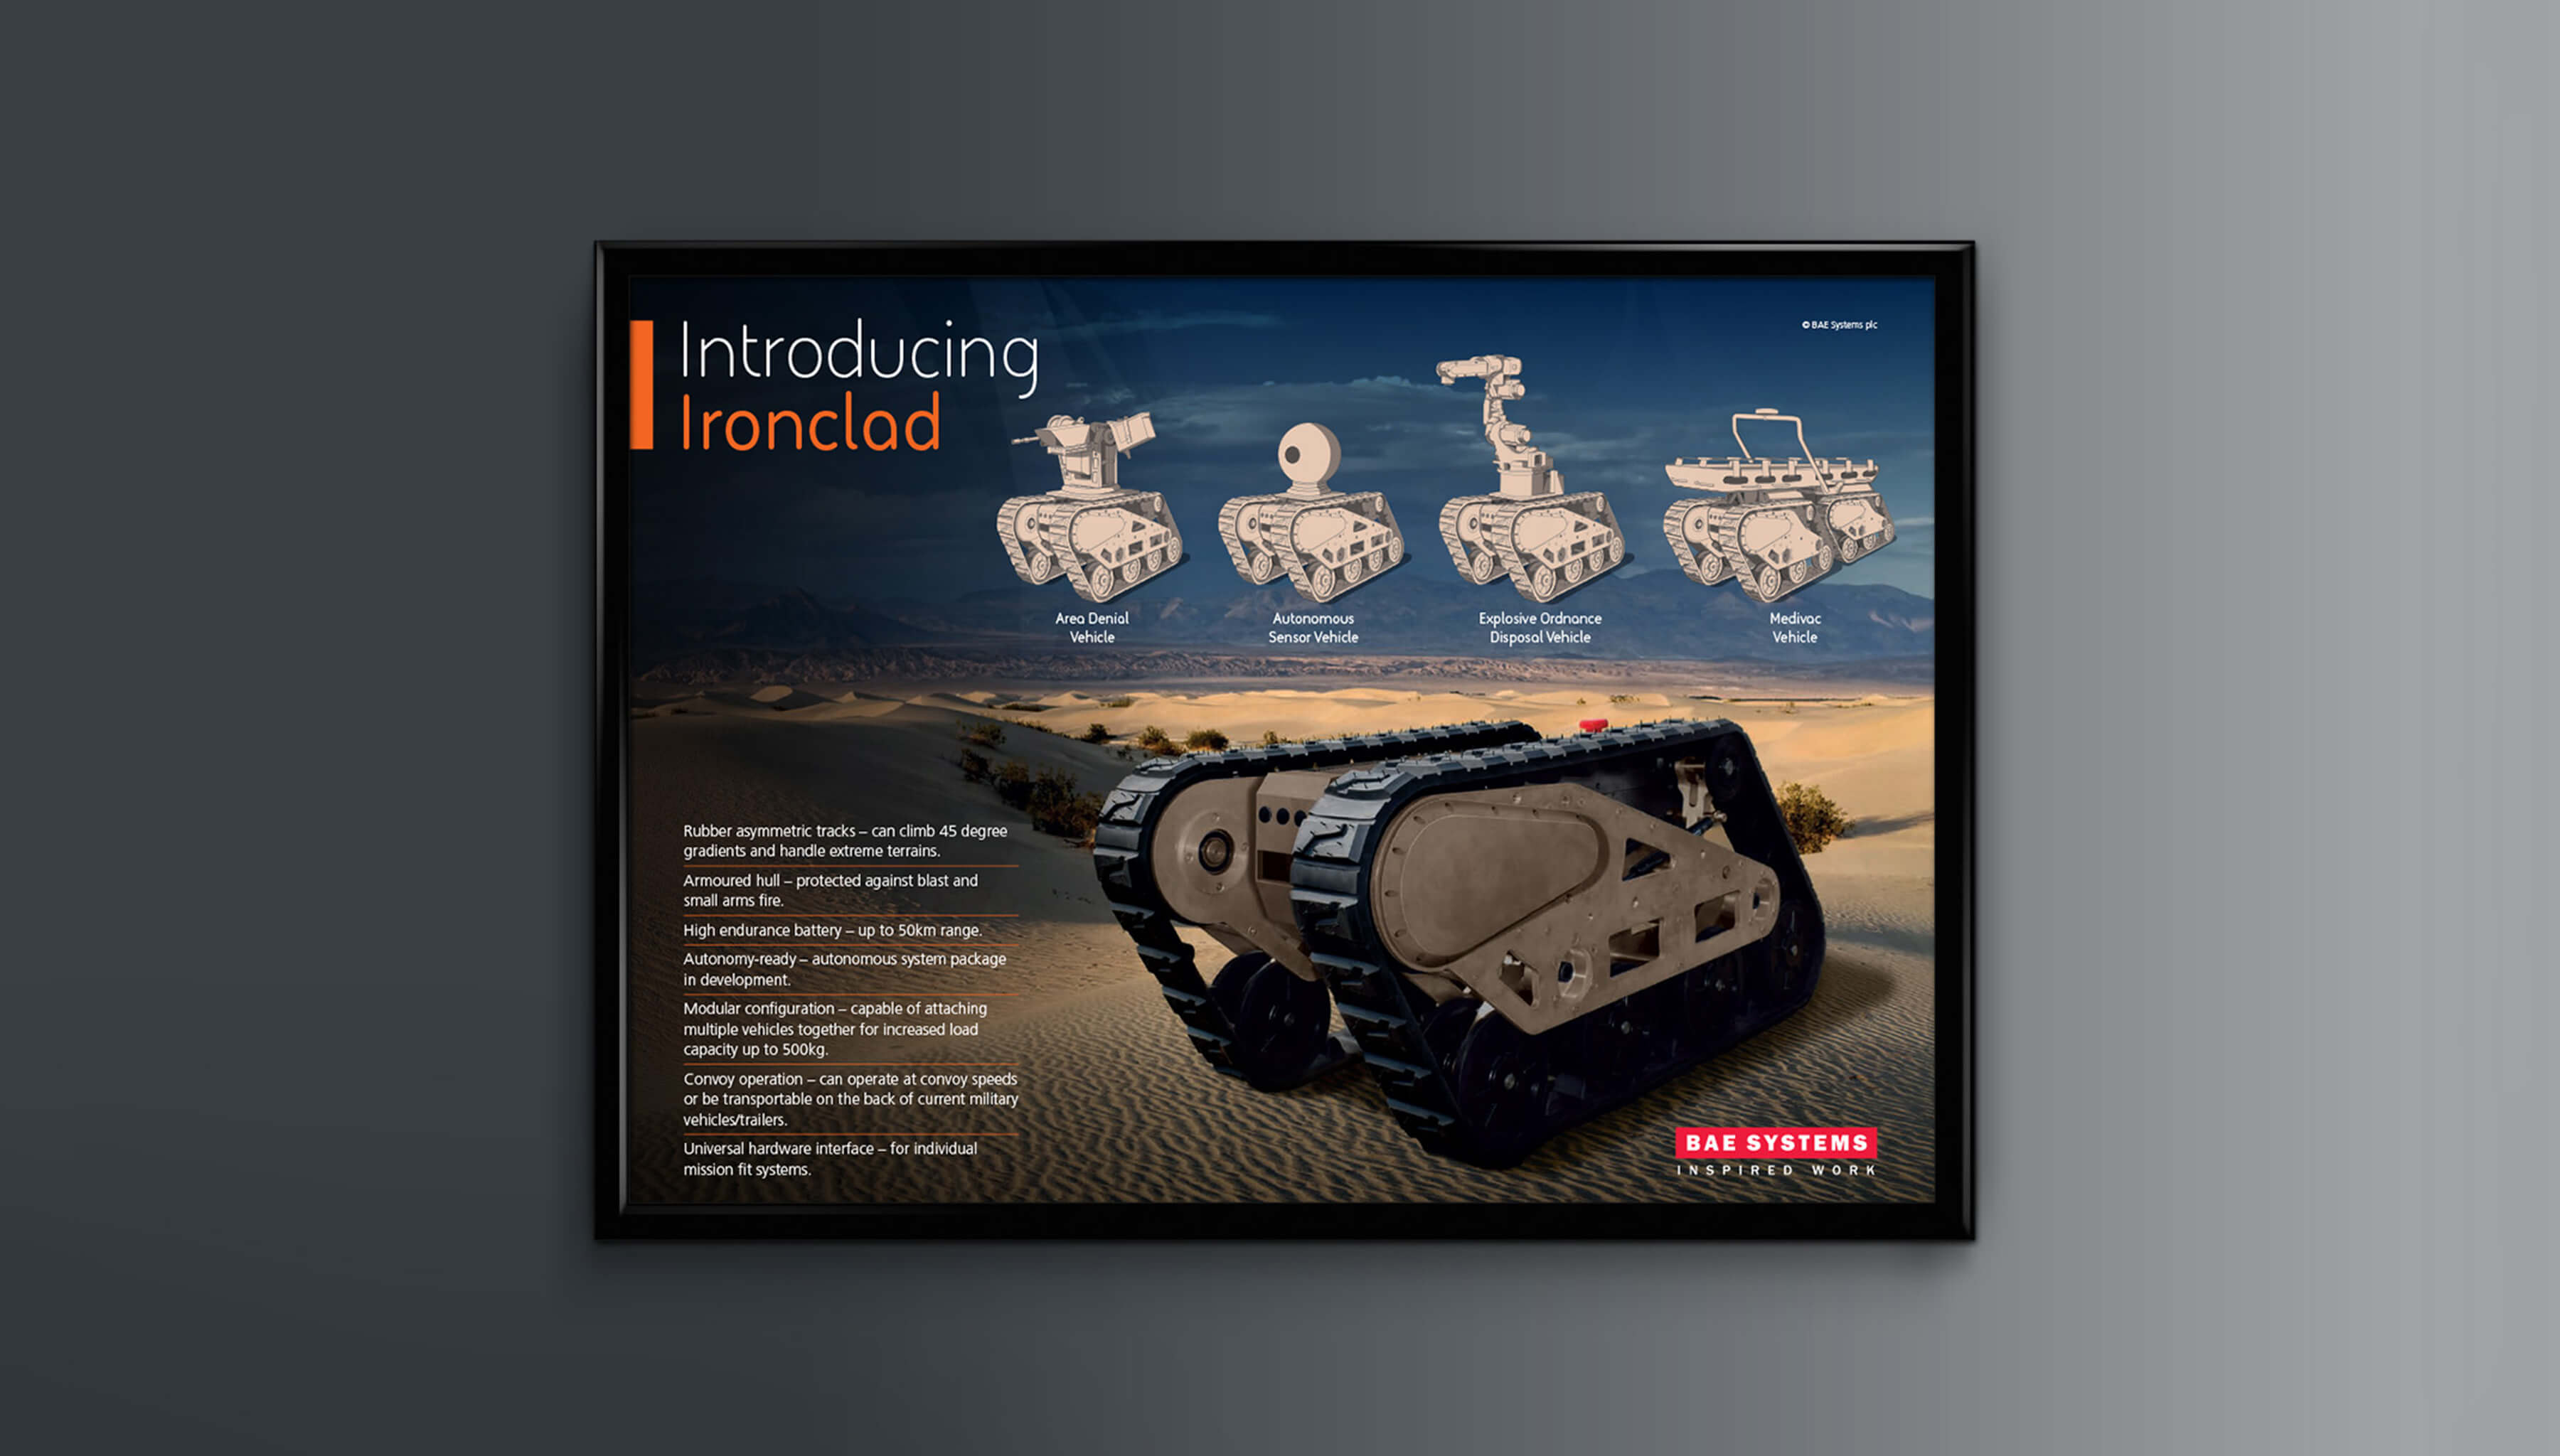 Introducing
Ironclad
© BAE Systems plc
Area Denial
Vehicle
Autonomous
Sensor Vehicle
Explosive Ordnance
Disposal Vehicle
Medivac
Vehicle
Rubber asymmetric tracks – can climb 45 degree
gradients and handle extreme terrains.
Armoured hull – protected against blast and
small arms fire.
High endurance battery – up to 50km range.
Autonomy-ready – autonomous system package
in development.
Modular configuration – capable of attaching
multiple vehicles together for increased load
capacity up to 500kg.
Convoy operation – can operate at convoy speeds
or be transportable on the back of current military
vehicles/trailers.
Universal hardware interface – for individual
mission fit systems.
BAE SYSTEMS
INSPIRED WORK